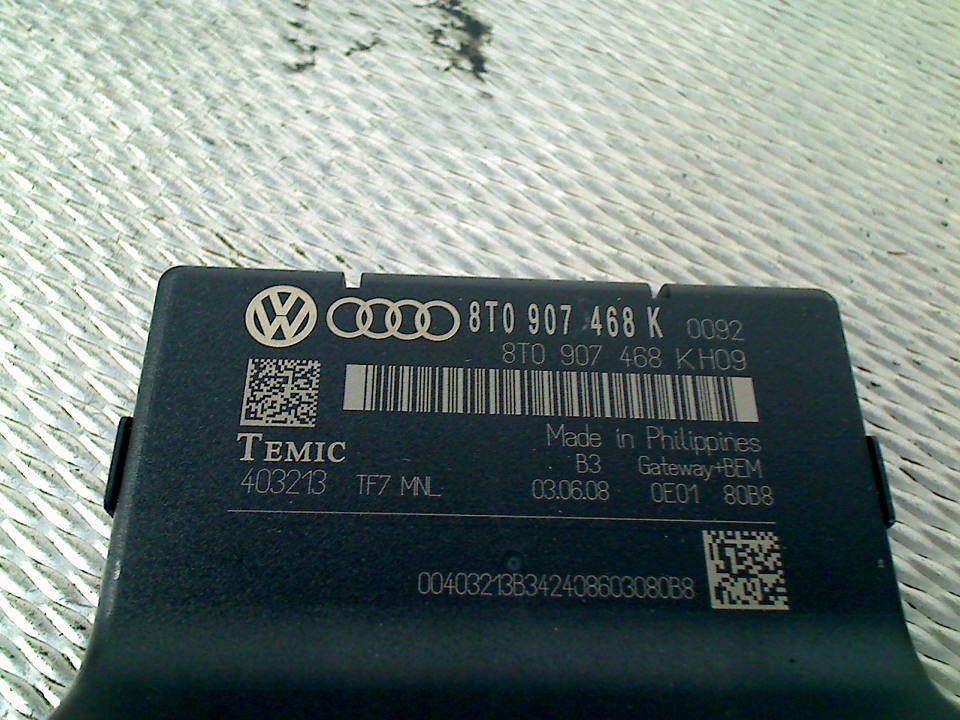 8T0 907 468 K 0092
8T0 907 468 K H09
TEMIC
Made in Philippines
B3 Gateway+BEM
403213 TF7 MNL 03.06.08 0E01 80B8
00403213B342408603080B8